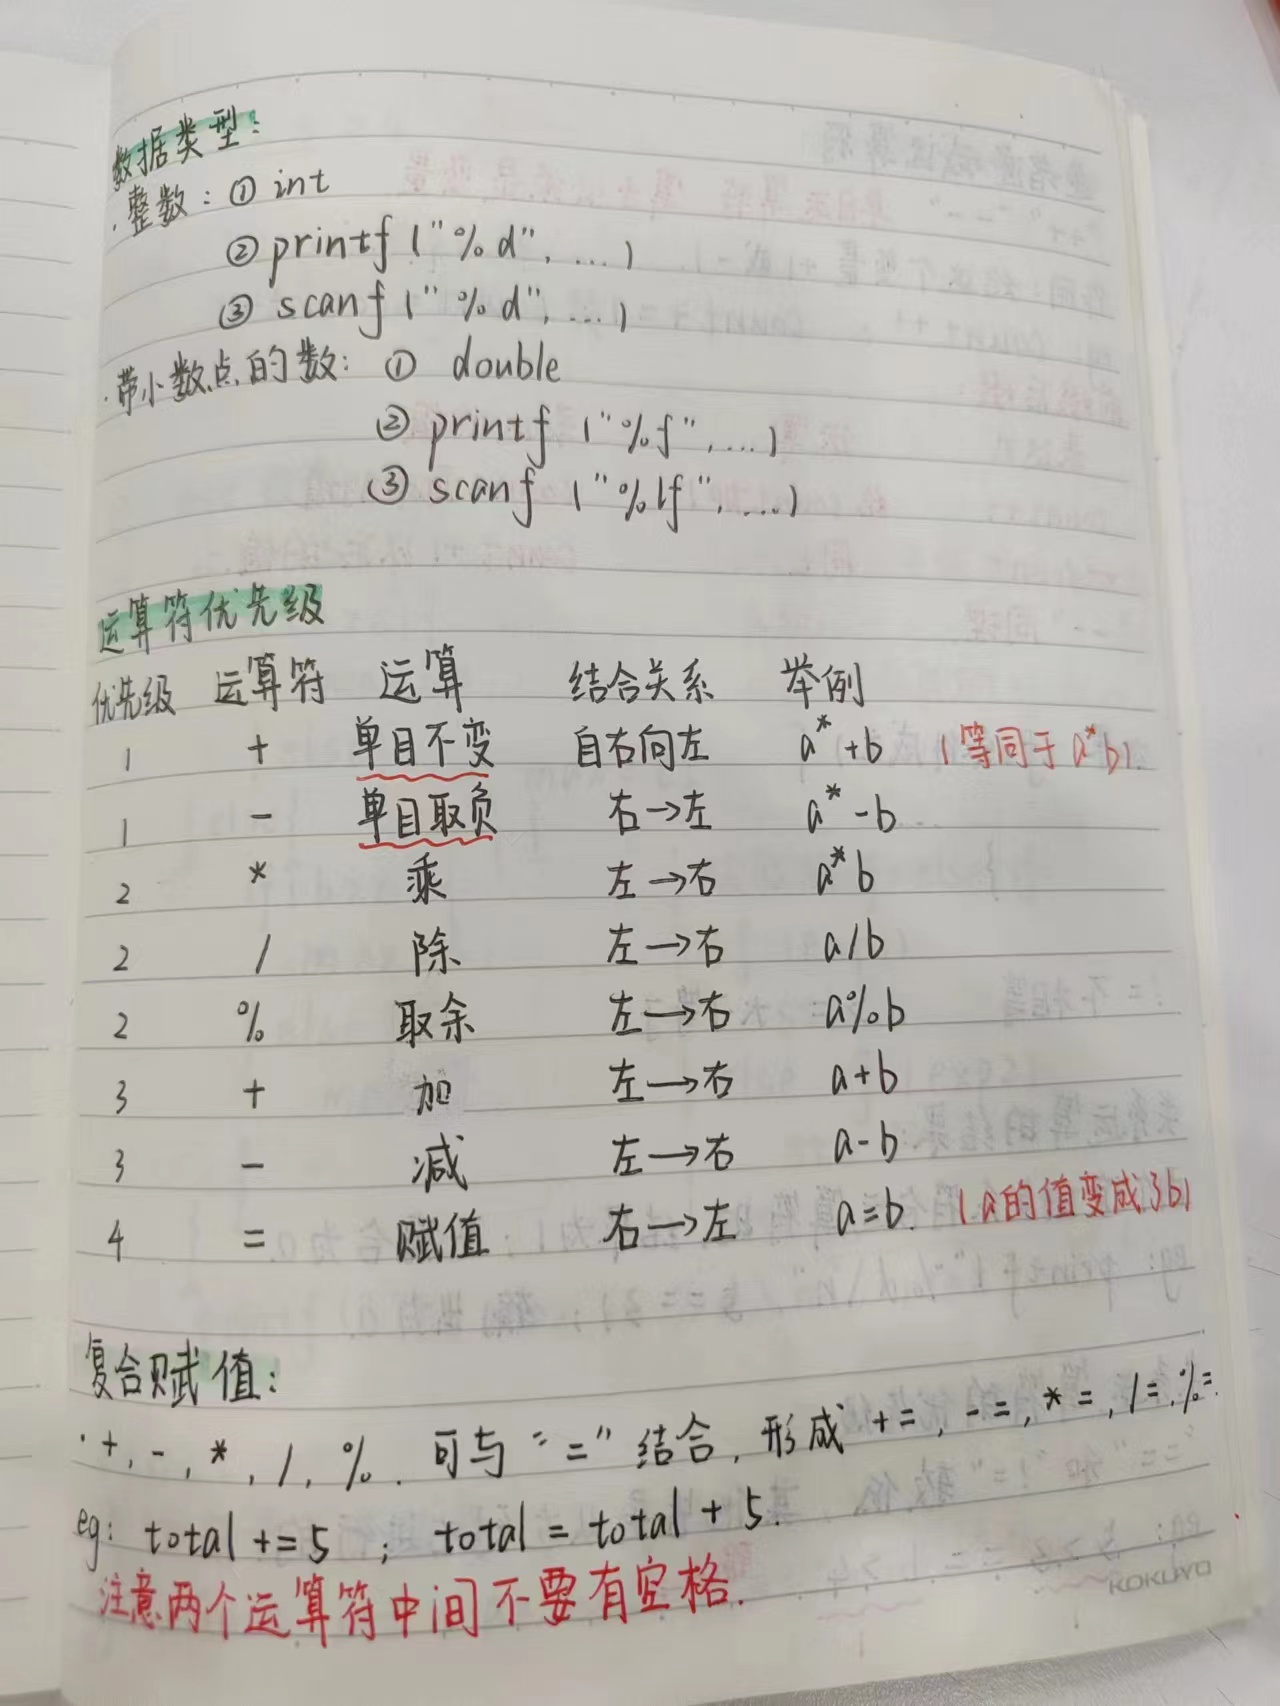 数据类型:
·整数:① int
② printf("%d", ...)
③ scanf("%d", ...)
·带小数点的数:① double
② printf("%f", ...)
③ scanf("%lf", ...)
运算符优先级
优先级 运算符 运算 结合关系 举例
1 + 单目不变 自右向左 a*+b (等同于a*b).
1 - 单目取负 右→左 a*-b
2 * 乘 左→右 a*b
2 / 除 左→右 a/b
2 % 取余 左→右 a%b
3 + 加 左→右 a+b
3 - 减 左→右 a-b
4 = 赋值 右→左 a=b. (a的值变成了b)
复合赋值:
·+,-,*,/,%. 可与"="结合,形成+=,-=,*=,/=,%=.
eg: total += 5 ; total = total + 5.
注意两个运算符中间不要有空格.
KOKUYO